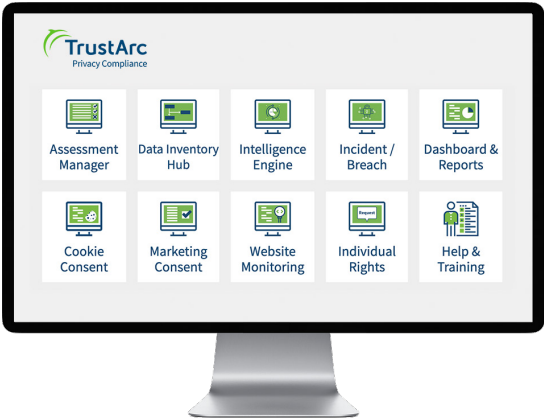 TrustArc
Privacy Compliance
Assessment
Manager
Data Inventory
Hub
Intelligence
Engine
Incident /
Breach
Dashboard &
Reports
Cookie
Consent
Marketing
Consent
Website
Monitoring
Request
Individual
Rights
Help &
Training